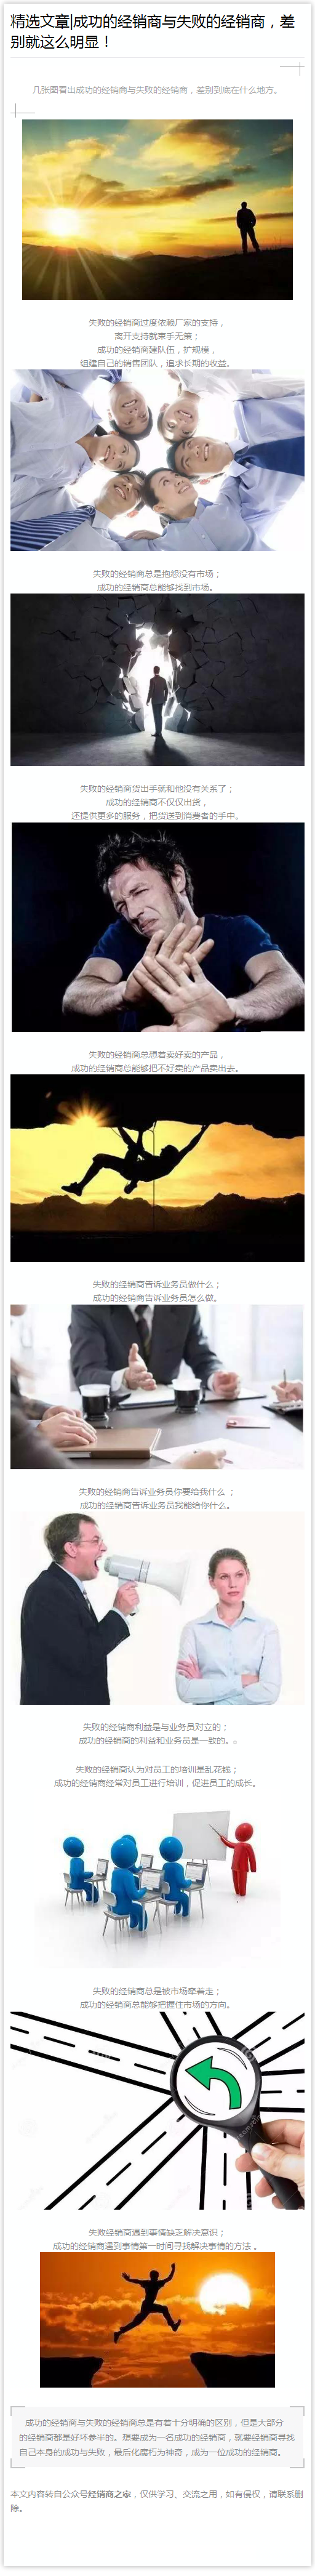 精选文章|成功的经销商与失败的经销商，差
别就这么明显！
几张图看出成功的经销商与失败的经销商，差别到底在什么地方。
失败的经销商过度依赖厂家的支持，
离开支持就束手无策；
成功的经销商建队伍，扩规模，
组建自己的销售团队，追求长期的收益。
失败的经销商总是抱怨没有市场；
成功的经销商总能够找到市场。
失败的经销商货出手就和他没有关系了；
成功的经销商不仅仅出货，
还提供更多的服务，把货送到消费者的手中。
失败的经销商总想着卖好卖的产品，
成功的经销商总能够把不好卖的产品卖出去。
失败的经销商告诉业务员做什么；
成功的经销商告诉业务员怎么做。
失败的经销商告诉业务员你要给我什么 ；
成功的经销商告诉业务员我能给你什么。
失败的经销商利益是与业务员对立的；
成功的经销商的利益和业务员是一致的。。
失败的经销商认为对员工的培训是乱花钱；
成功的经销商经常对员工进行培训，促进员工的成长。
失败的经销商总是被市场牵着走；
成功的经销商总能够把握住市场的方向。
失败经销商遇到事情缺乏解决意识；
成功的经销商遇到事情第一时间寻找解决事情的方法 。
成功的经销商与失败的经销商总是有着十分明确的区别，但是大部分
的经销商都是好坏参半的。想要成为一名成功的经销商，就要经销商寻找
自己本身的成功与失败，最后化腐朽为神奇，成为一位成功的经销商。
本文内容转自公众号经销商之家，仅供学习、交流之用，如有侵权，请联系删
除。